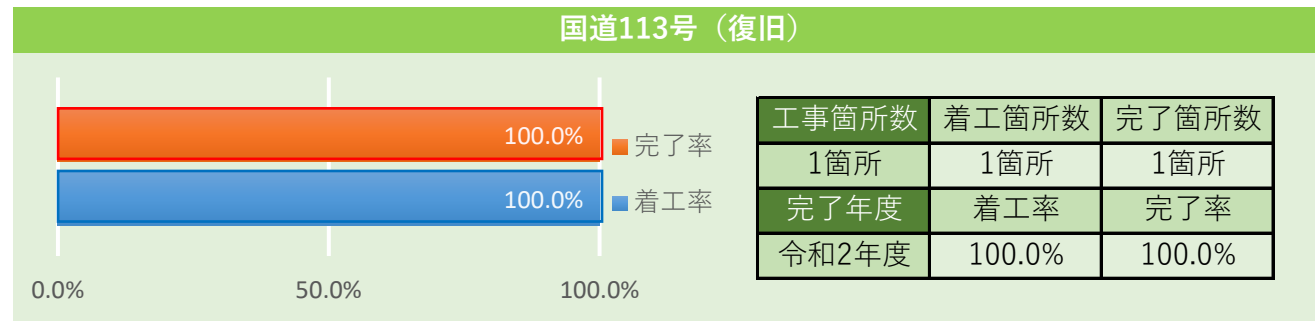 国道113号（復旧）
100.0%
100.0%
完了率
着工率
0.0% 50.0% 100.0%
工事箇所数 着工箇所数 完了箇所数
1箇所 1箇所 1箇所
完了年度 着工率 完了率
令和2年度 100.0% 100.0%